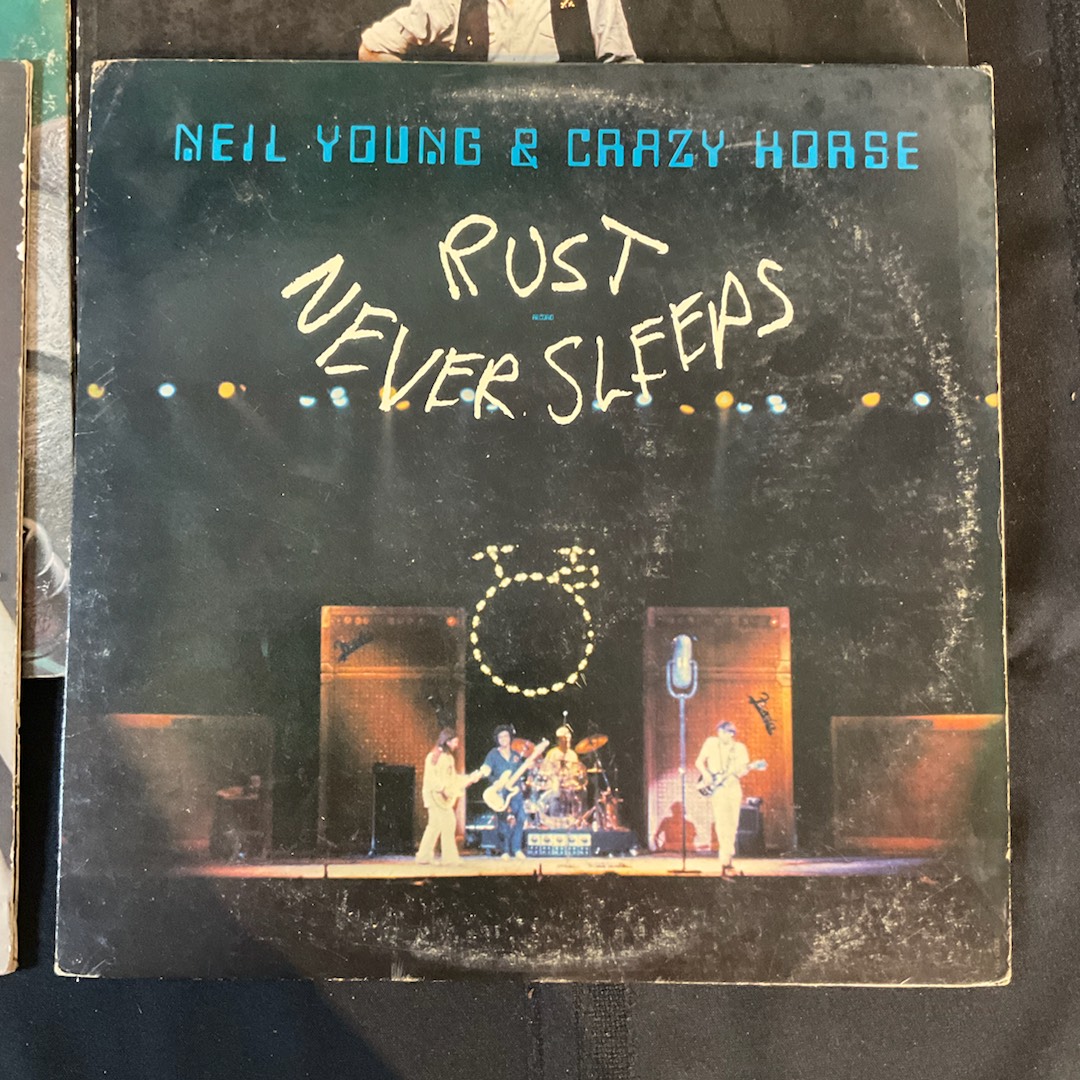 NEIL YOUNG & CRAZY HORSE
RUST
NEVER SLEEPS